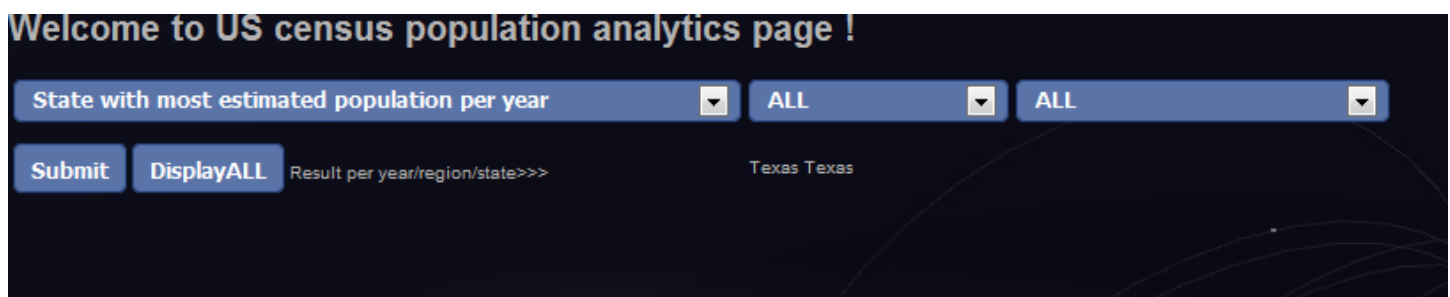 Welcome to US census population analytics page !
State with most estimated population per year ALL ALL
Submit DisplayALL Result per year/region/state>>> Texas Texas